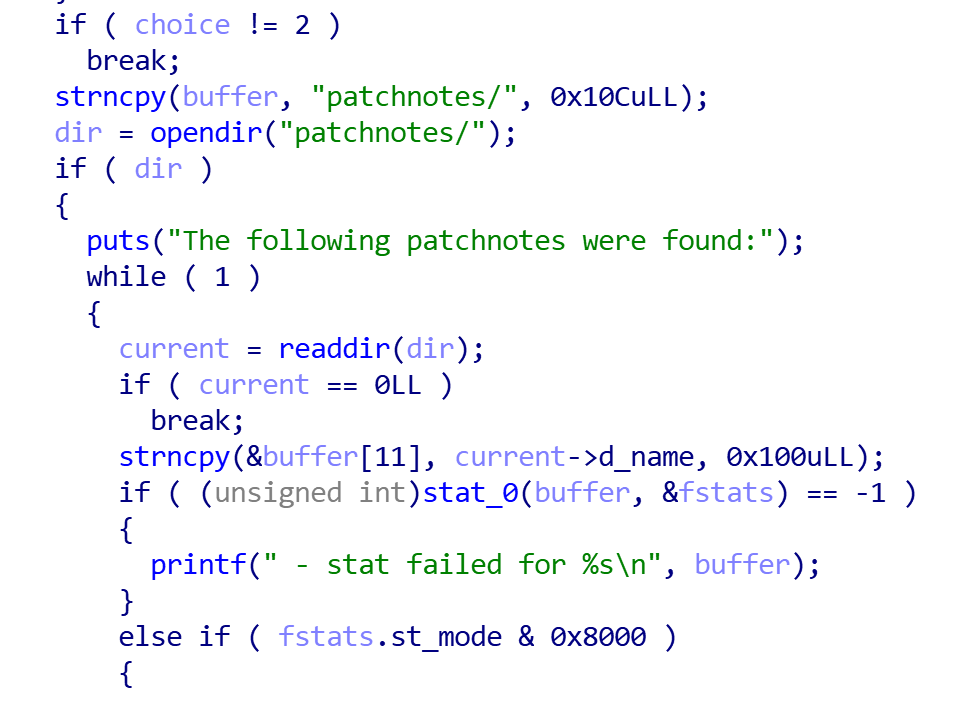 if ( choice != 2 )
break;
strncpy(buffer, "patchnotes/", 0x10CuLL);
dir = opendir("patchnotes/");
if ( dir )
{
puts("The following patchnotes were found:");
while ( 1 )
{
current = readdir(dir);
if ( current == 0LL )
break;
strncpy(&buffer[11], current->d_name, 0x100uLL);
if ( (unsigned int)stat_0(buffer, &fstats) == -1 )
{
printf(" - stat failed for %s\n", buffer);
}
else if ( fstats.st_mode & 0x8000 )
{